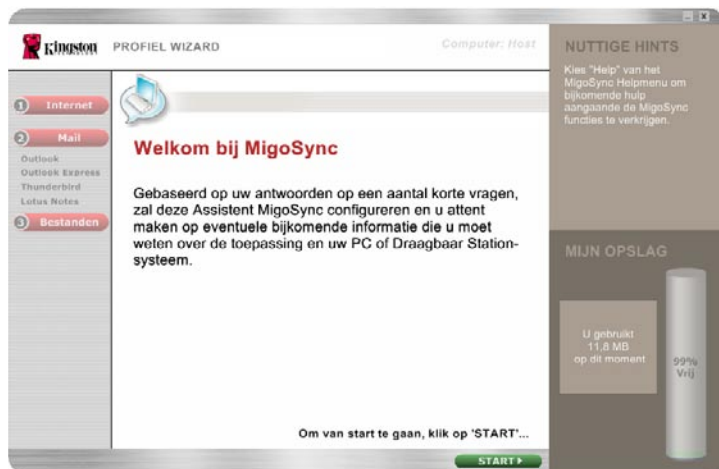 Kingston
TECHNOLOGY
PROFIEL WIZARD
Computer: Host
1 Internet
2 Mail
Outlook
Outlook Express
Thunderbird
Lotus Notes
3 Bestanden
Welkom bij MigoSync
Gebaseerd op uw antwoorden op een aantal korte vragen,
zal deze Assistent MigoSync configureren en u attent
maken op eventuele bijkomende informatie die u moet
weten over de toepassing en uw PC of Draagbaar Station-
systeem.
Om van start te gaan, klik op 'START'...
START
NUTTIGE HINTS
Kies "Help" van het
MigoSync Helpmenu om
bijkomende hulp
aangaande de MigoSync
functies te verkrijgen.
MIJN OPSLAG
U gebruikt
11,8 MB
op dit moment
99%
Vrij